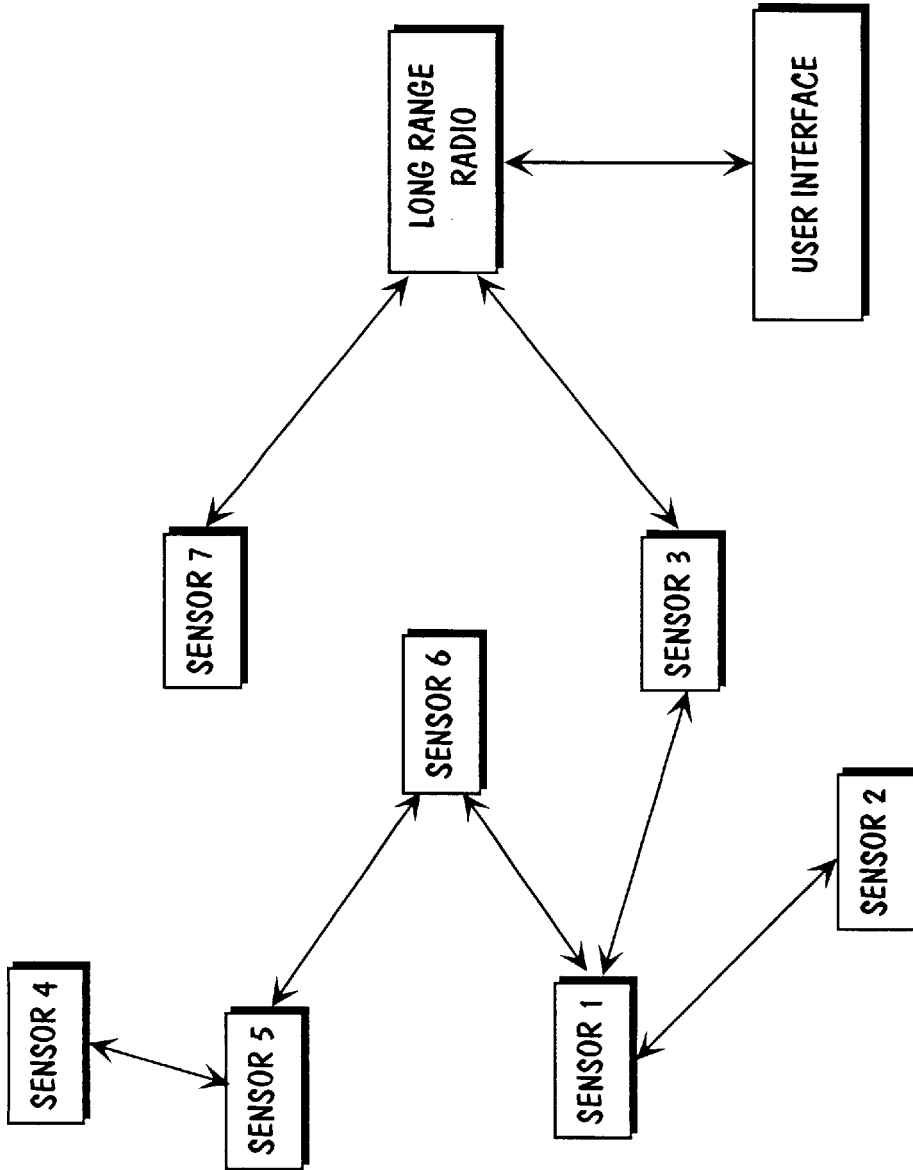 SENSOR 4
SENSOR 5
SENSOR 7
SENSOR 6
LONG RANGE
RADIO
SENSOR 1
SENSOR 3
SENSOR 2
USER INTERFACE